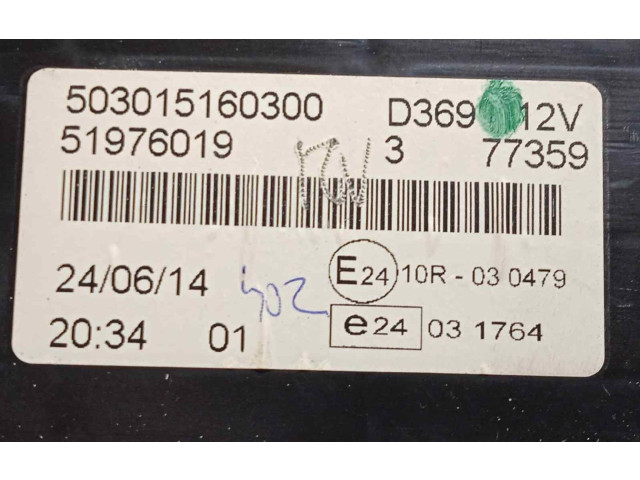 503015160300 D369 12V
51976019 3 77359
24/06/14 402 E24 10R - 03 0479
20:34 01 e24 03 1764